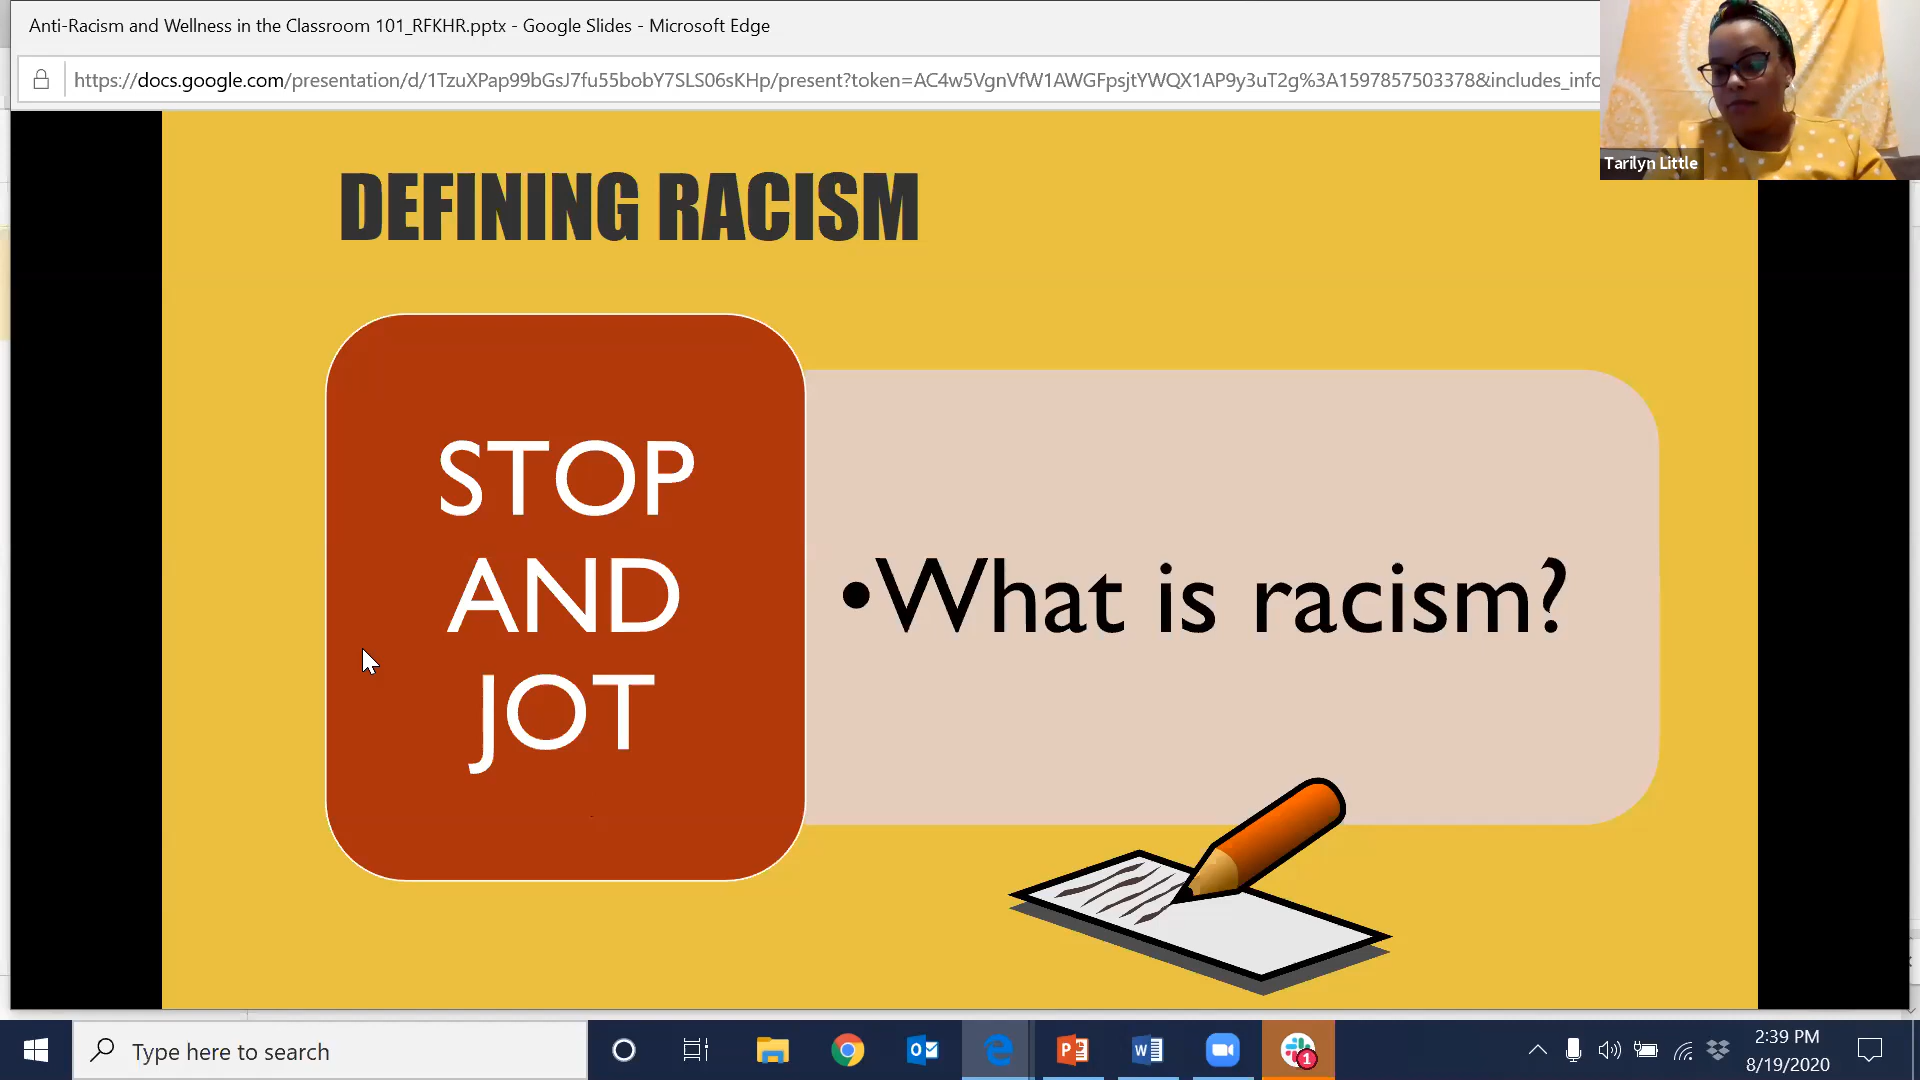 Anti-Racism and Wellness in the Classroom 101_RFKHR.pptx - Google Slides - Microsoft Edge
https://docs.google.com/presentation/d/1TzuXPap99bGsJ7fu55bobY7SLS06sKHp/present?token=AC4w5VgnVfW1AWGFpsjtYWQX1AP9y3uT2g%3A1597857503378&includes_info
Tarilyn Little
DEFINING RACISM
STOP
AND
JOT
•What is racism?
Type here to search
1
2:39 PM
8/19/2020